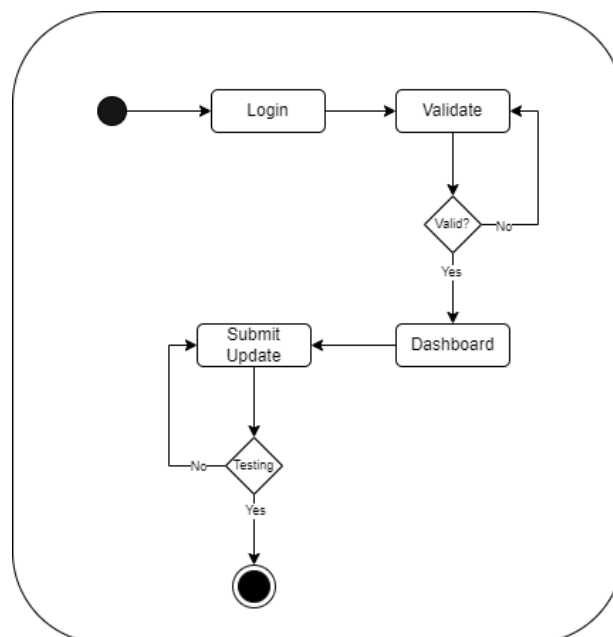 Login
Validate
Valid?
No
Yes
Dashboard
Submit
Update
Testing
No
Yes